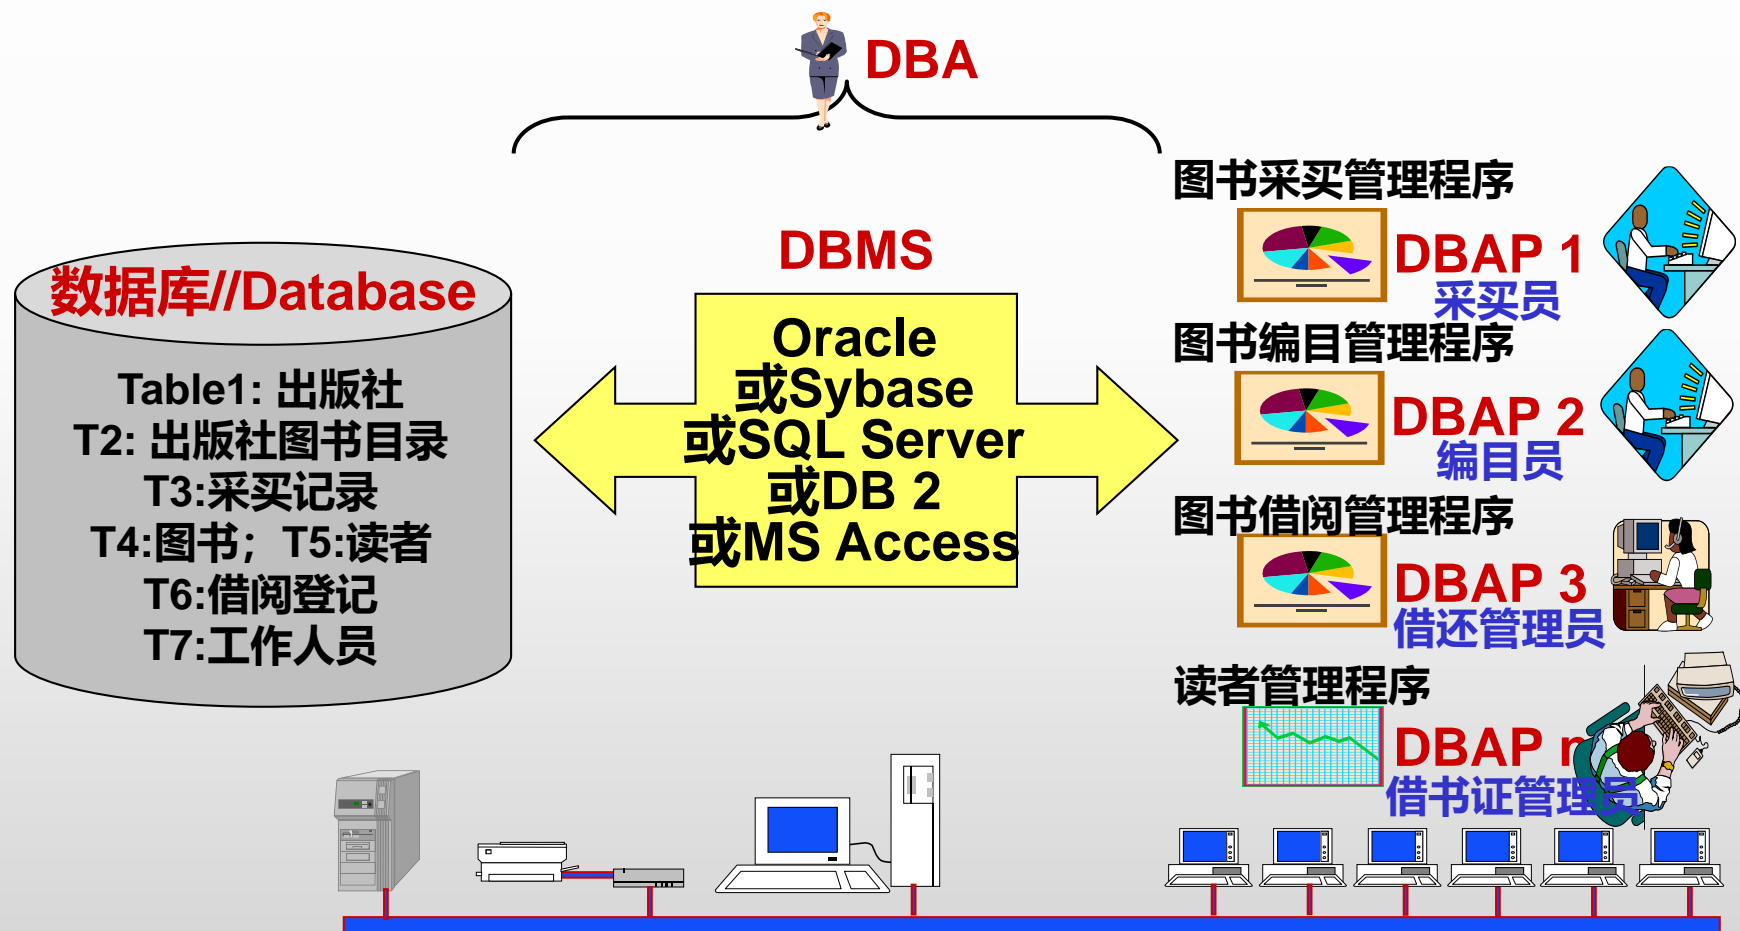 DBA
数据库//Database
Table1: 出版社
T2: 出版社图书目录
T3:采买记录
T4:图书；T5:读者
T6:借阅登记
T7:工作人员
DBMS
Oracle
或Sybase
或SQL Server
或DB 2
或MS Access
图书采买管理程序
DBAP 1
采买员
图书编目管理程序
DBAP 2
编目员
图书借阅管理程序
DBAP 3
借还管理员
读者管理程序
DBAP n
借书证管理员